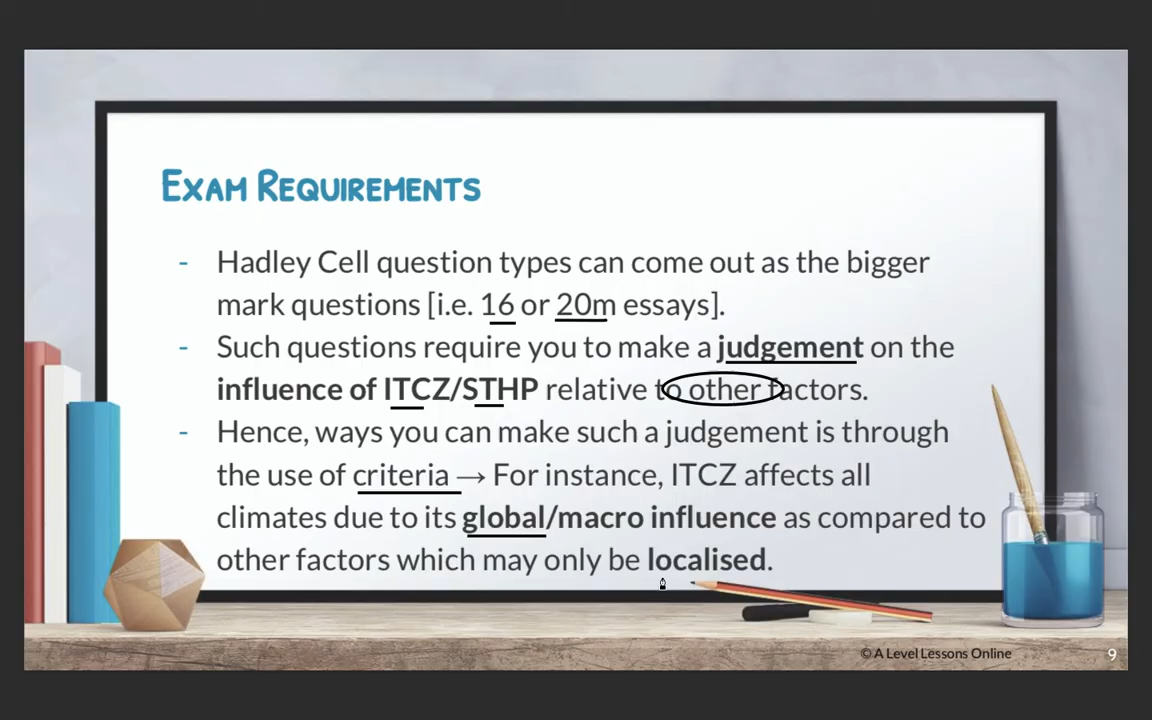 EXAM REQUIREMENTS
- Hadley Cell question types can come out as the bigger
mark questions [i.e. 16 or 20m essays].
- Such questions require you to make a judgement on the
influence of ITCZ/STHP relative to other factors.
- Hence, ways you can make such a judgement is through
the use of criteria → For instance, ITCZ affects all
climates due to its global/macro influence as compared to
other factors which may only be localised.
© A Level Lessons Online
9